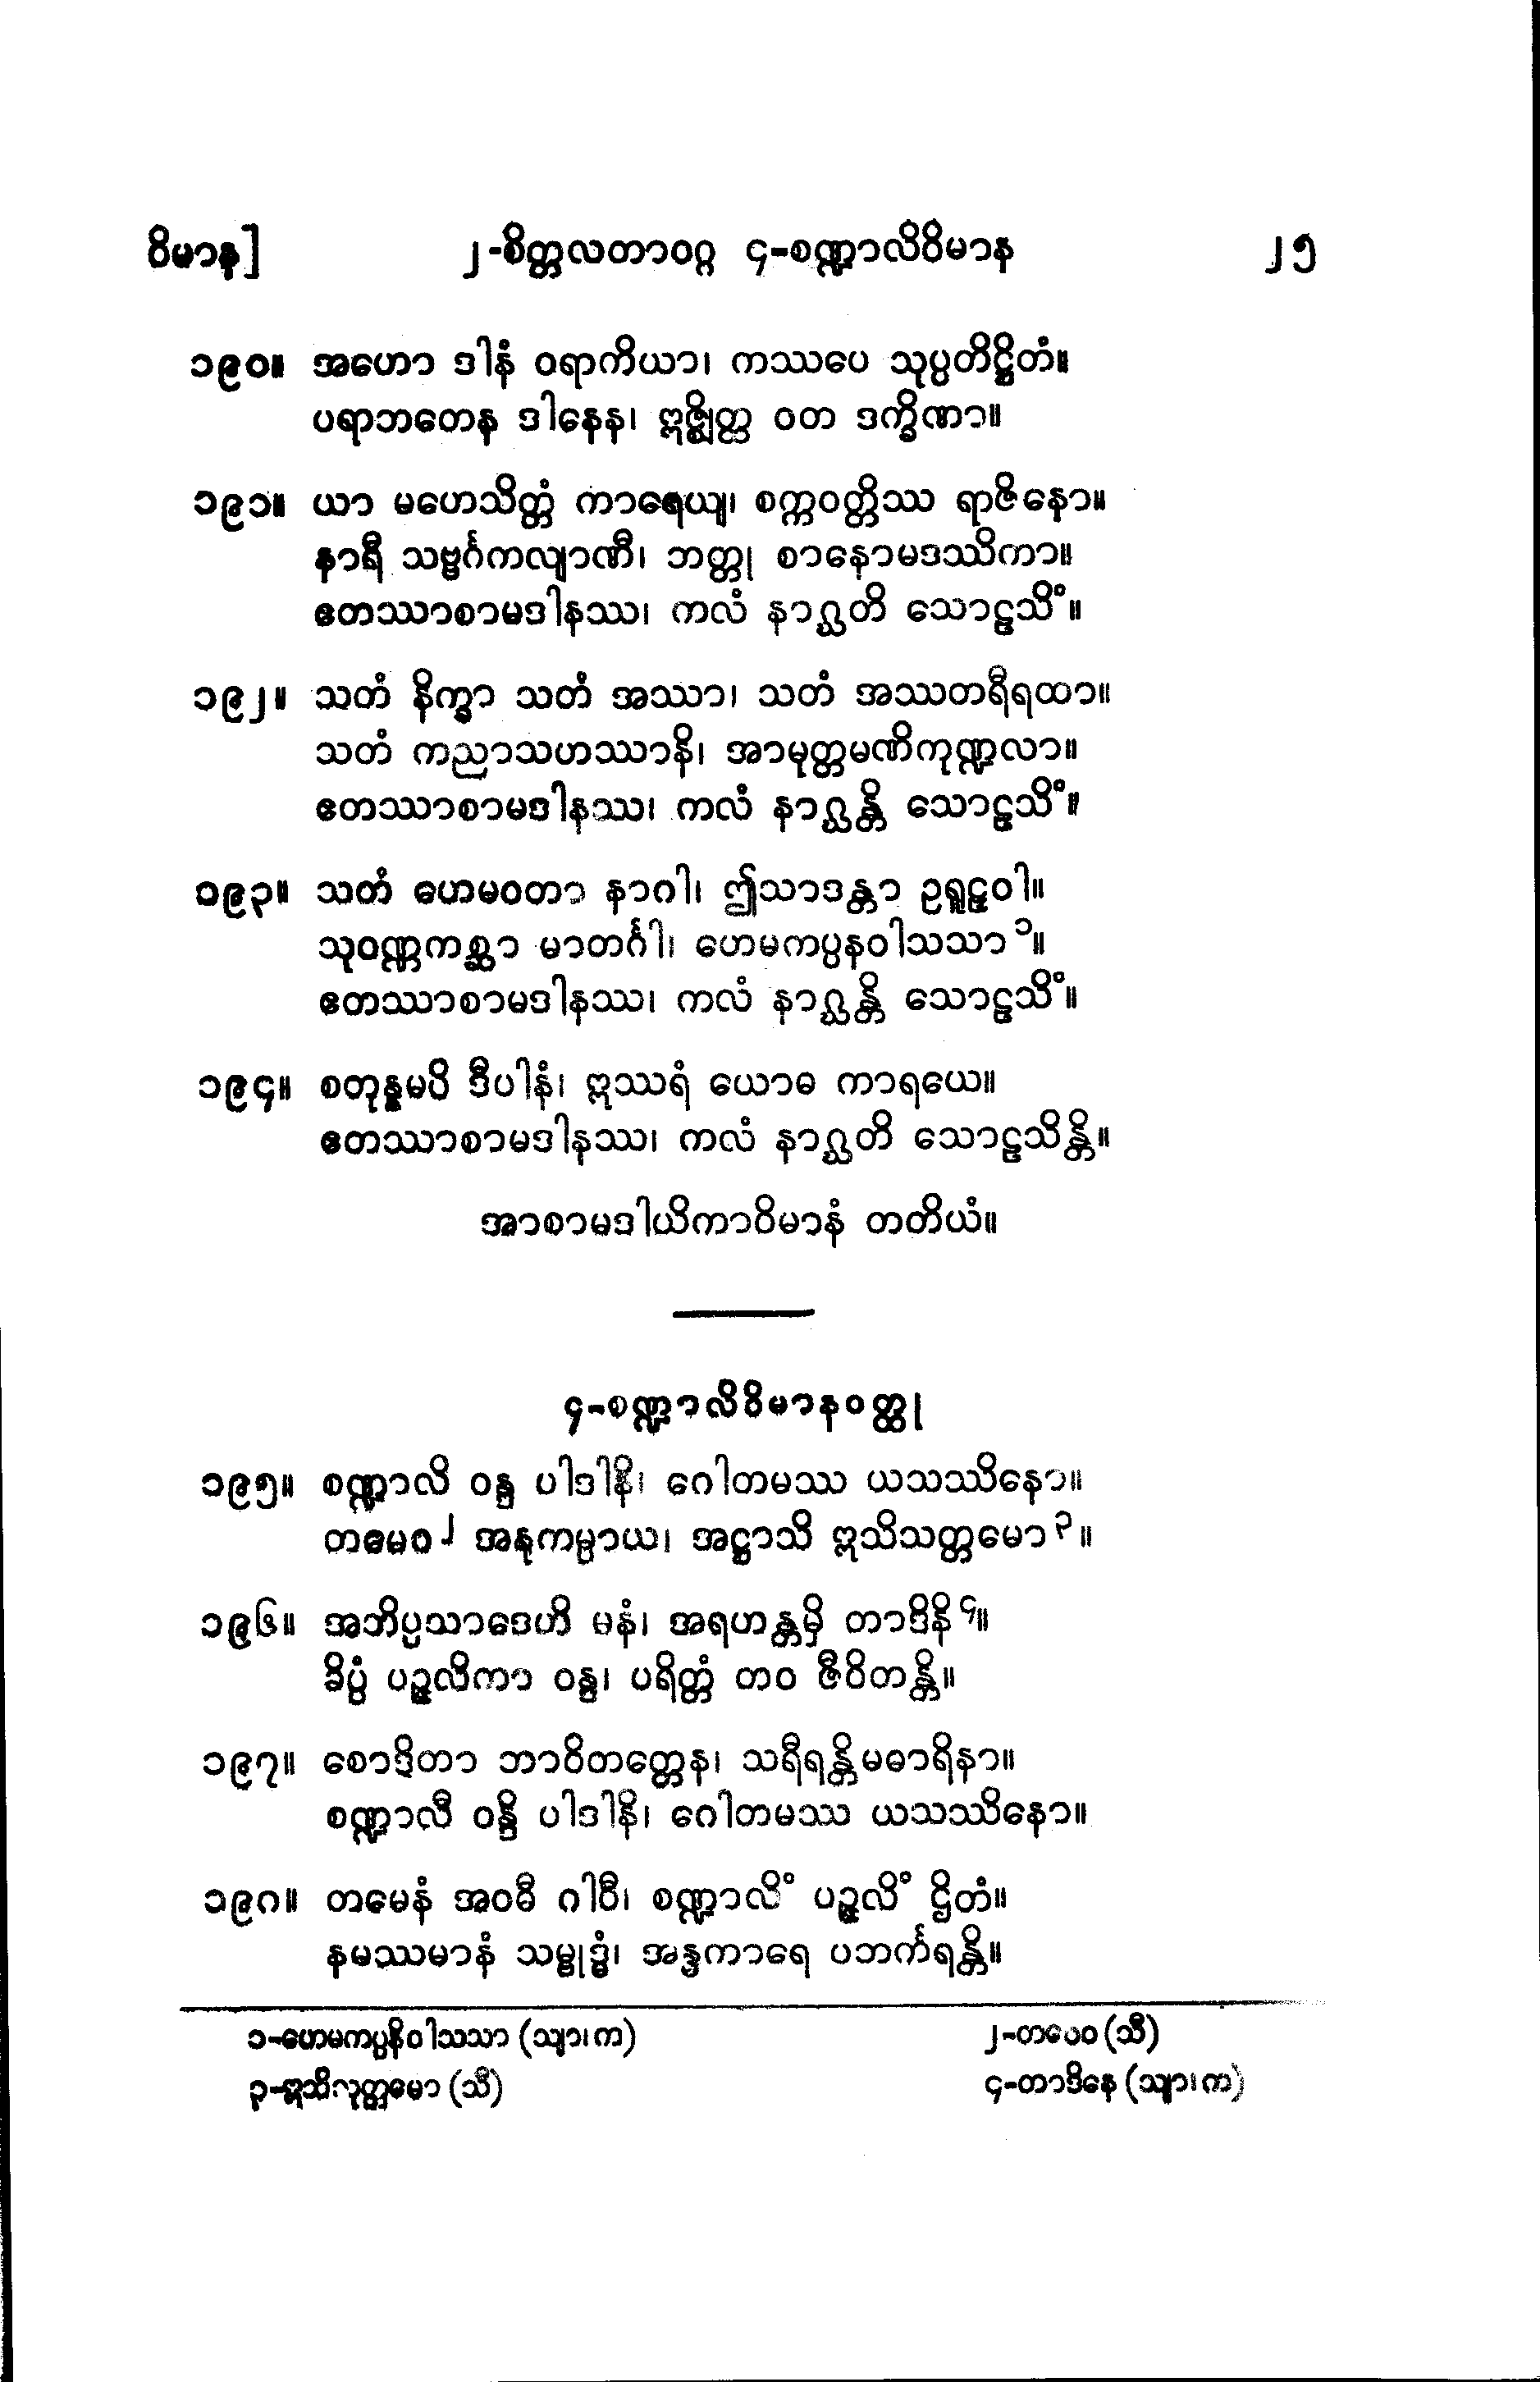 ဝိမာန]
၂-စိတ္တလတာဝဂ္ဂ ၄-စဏ္ဍာလိဝိမာန
၂၅
၁၉၀။ အဟော ဒါနံ ဝရာကိယာ၊ ကဿပေ သုပ္ပတိဋ္ဌိတံ။
ပရာဘတေန ဒါနေန၊ ဣဇ္ဈိတ္ထ ဝတ ဒက္ခိဏာ။
၁၉၁။ ယာ မဟေသိတ္တံ ကာရေယျ၊ စက္ကဝတ္တိဿ ရာဇိနော။
နာရီ သဗ္ဗင်္ဂကလျာဏီ၊ ဘတ္တု စာနောမဒဿိကာ။
ဧတဿာစာမဒါနဿ၊ ကလံ နာဂ္ဃတိ သောဠသိံ။
၁၉၂။ သတံ နိက္ခာ သတံ အဿာ၊ သတံ အဿတရီရထာ။
သတံ ကညာသဟဿာနိ၊ အာမုတ္တမဏိကုဏ္ဍလာ။
ဧတဿာစာမဒါနဿ၊ ကလံ နာဂ္ဃန္တိ သောဠသိံ။
၁၉၃။ သတံ ဟေမဝတာ နာဂါ၊ ဤသာဒန္တာ ဥရူဠှဝါ။
သုဝဏ္ဏကစ္ဆာ မာတင်္ဂါ၊ ဟေမကပ္ပနဝါသသာ ၁။
ဧတဿာစာမဒါနဿ၊ ကလံ နာဂ္ဃန္တိ သောဠသိံ။
၁၉၄။ စတုန္နမပိ ဒီပါနံ၊ ဣဿရံ ယောဓ ကာရယေ။
ဧတဿာစာမဒါနဿ၊ ကလံ နာဂ္ဃတိ သောဠသိန္တိ။
အာစာမဒါယိကာဝိမာနံ တတိယံ။
၄-စဏ္ဍာလိဝိမာနဝတ္ထု
၁၉၅။ စဏ္ဍာလိ ဝန္ဒ ပါဒါနိ၊ ဂေါတမဿ ယသဿိနော။
တမေဝ ၂ အနုကမ္ပာယ၊ အဋ္ဌာသိ ဣသိသတ္တမော ၃။
၁၉၆။ အဘိပ္ပသာဒေဟိ မနံ၊ အရဟန္တမှိ တာဒိနိ ၄။
ခိပ္ပံ ပဉ္ဇလိကာ ဝန္ဒ၊ ပရိတ္တံ တဝ ဇီဝိတန္တိ။
၁၉၇။ စောဒိတာ ဘာဝိတတ္တေန၊ သရီရန္တိမဓာရိနာ။
စဏ္ဍာလီ ဝန္ဒိ ပါဒါနိ၊ ဂေါတမဿ ယသဿိနော။
၁၉၈။ တမေနံ အဝဓီ ဂါဝီ၊ စဏ္ဍာလိံ ပဉ္ဇလိံ ဌိတံ။
နမဿမာနံ သမ္ဗုဒ္ဓံ၊ အန္ဓကာရေ ပဘင်္ကရန္တိ။
၁-ဟေမကပ္ပနိဝါသသာ (သျာ၊ က)
၂-တဝေဝ (သီ)
၃-ဣသိလုတ္တမော (သီ)
၄-တာဒိနေ (သျာ၊ က)